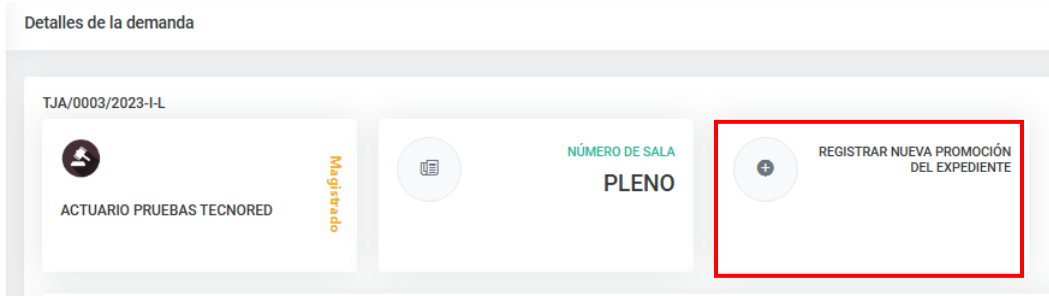 Detalles de la demanda
TJA/0003/2023-I-L
Magistrado
ACTUARIO PRUEBAS TECNORED
NÚMERO DE SALA
PLENO
REGISTRAR NUEVA PROMOCIÓN
DEL EXPEDIENTE